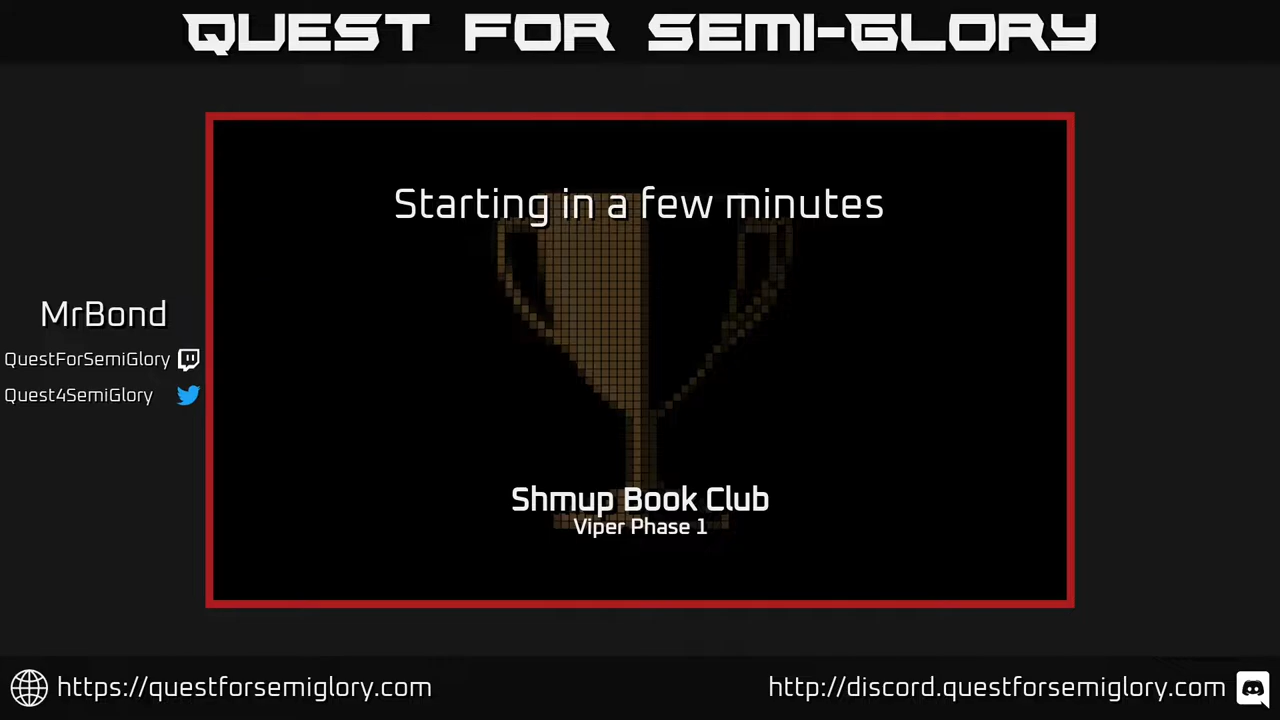 QUEST FOR SEMI-GLORY
Starting in a few minutes
MrBond
QuestForSemiGlory
Quest4SemiGlory
Shmup Book Club
Viper Phase 1
https://questforsemiglory.com
http://discord.questforsemiglory.com